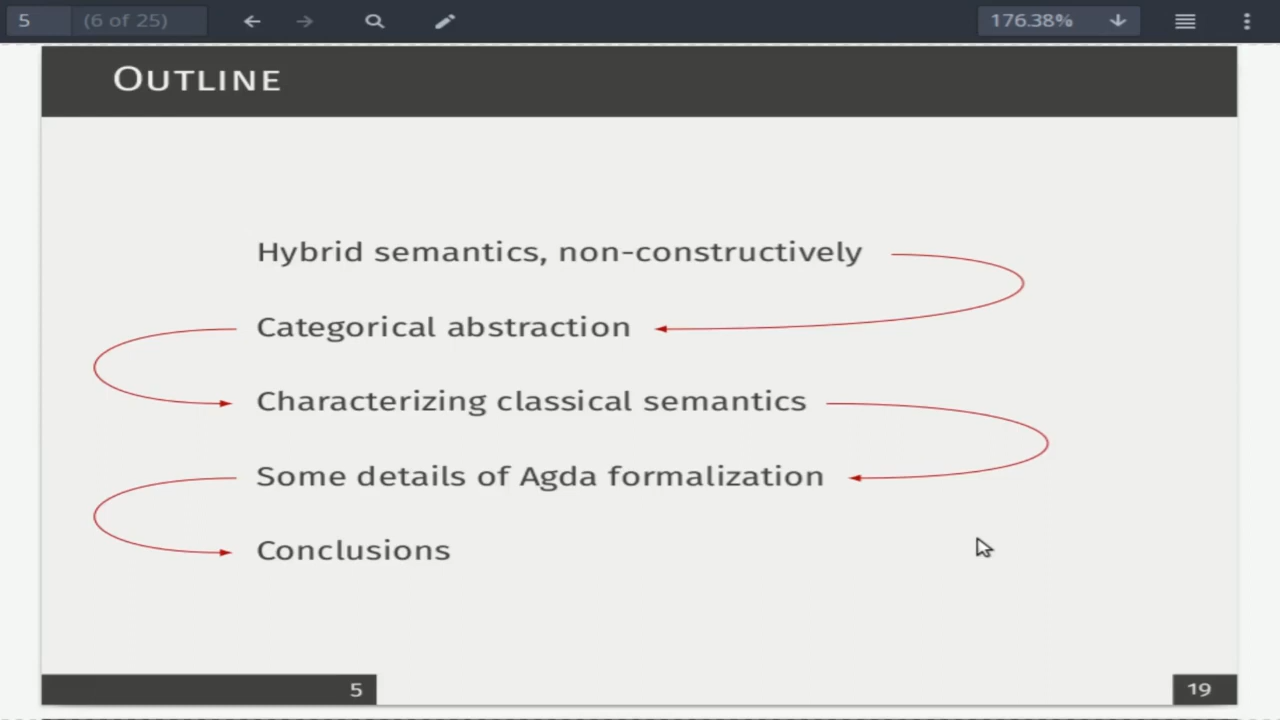 5 (6 of 25) 176.38%
OUTLINE
Hybrid semantics, non-constructively
Categorical abstraction
Characterizing classical semantics
Some details of Agda formalization
Conclusions
5 19